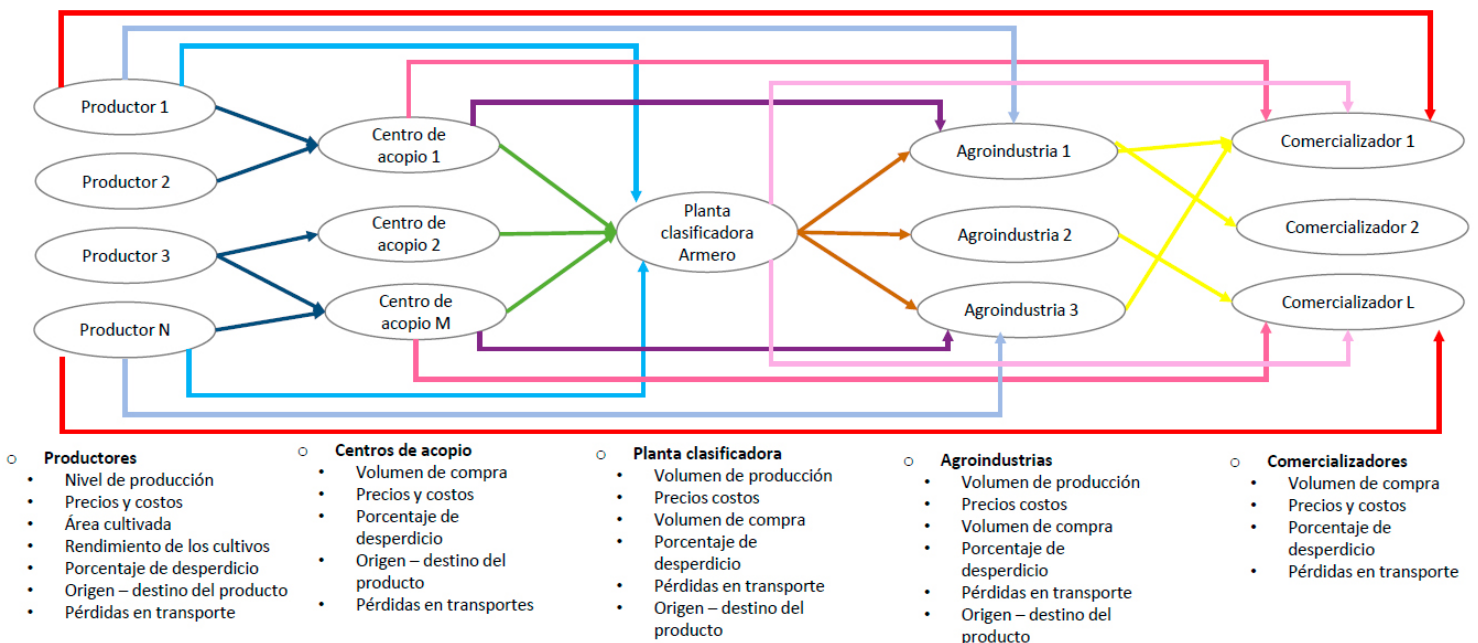 Productor 1
Productor 2
Productor 3
Productor N
Centro de
acopio 1
Centro de
acopio 2
Centro de
acopio M
Planta
clasificadora
Armero
Agroindustria 1
Agroindustria 2
Agroindustria 3
Comercializador 1
Comercializador 2
Comercializador L
o Productores
• Nivel de producción
• Precios y costos
• Área cultivada
• Rendimiento de los cultivos
• Porcentaje de desperdicio
• Origen – destino del producto
• Pérdidas en transporte
o Centros de acopio
• Volumen de compra
• Precios y costos
• Porcentaje de
desperdicio
• Origen – destino del
producto
• Pérdidas en transportes
o Planta clasificadora
• Volumen de producción
• Precios costos
• Volumen de compra
• Porcentaje de
desperdicio
• Pérdidas en transporte
• Origen – destino del
producto
o Agroindustrias
• Volumen de producción
• Precios costos
• Volumen de compra
• Porcentaje de
desperdicio
• Pérdidas en transporte
• Origen – destino del
producto
o Comercializadores
• Volumen de compra
• Precios y costos
• Porcentaje de
desperdicio
• Pérdidas en transporte